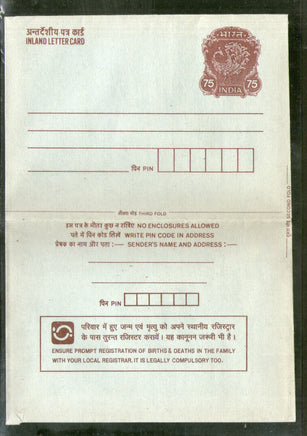 अन्तर्देशीय पत्र कार्ड
INLAND LETTER CARD
भारत
75 75
INDIA
पिन PIN
तीसरा मोड़ THIRD FOLD
दूसरा मोड़ SECOND FOLD
इस पत्र के भीतर कुछ न रखिये NO ENCLOSURES ALLOWED
पते में पिन कोड लिखें WRITE PIN CODE IN ADDRESS
प्रेषक का नाम और पता :— SENDER'S NAME AND ADDRESS :—
पिन PIN
परिवार में हुए जन्म एवं मृत्यु को अपने स्थानीय रजिस्ट्रार
के पास तुरन्त रजिस्टर करायें। यह कानूनन जरूरी भी है।
ENSURE PROMPT REGISTRATION OF BIRTHS & DEATHS IN THE FAMILY
WITH YOUR LOCAL REGISTRAR. IT IS LEGALLY COMPULSORY TOO.